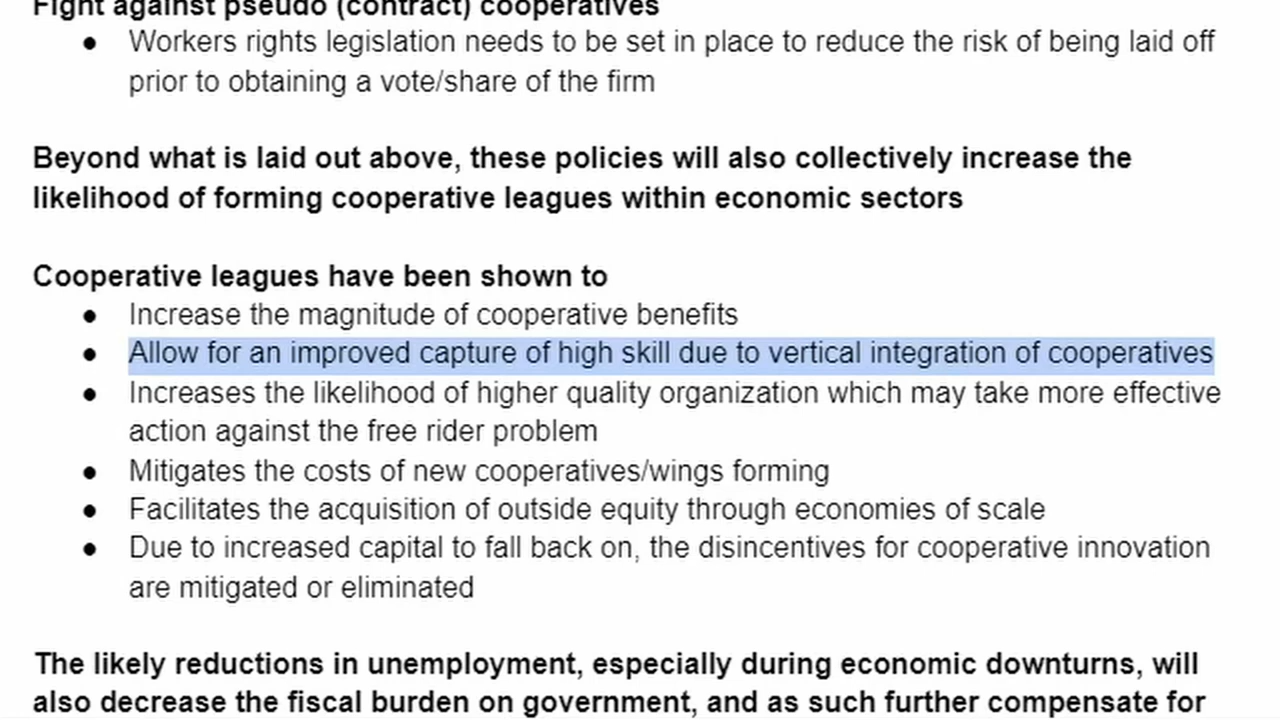 Fight against pseudo (contract) cooperatives
● Workers rights legislation needs to be set in place to reduce the risk of being laid off
prior to obtaining a vote/share of the firm
Beyond what is laid out above, these policies will also collectively increase the
likelihood of forming cooperative leagues within economic sectors
Cooperative leagues have been shown to
● Increase the magnitude of cooperative benefits
● Allow for an improved capture of high skill due to vertical integration of cooperatives
● Increases the likelihood of higher quality organization which may take more effective
action against the free rider problem
● Mitigates the costs of new cooperatives/wings forming
● Facilitates the acquisition of outside equity through economies of scale
● Due to increased capital to fall back on, the disincentives for cooperative innovation
are mitigated or eliminated
The likely reductions in unemployment, especially during economic downturns, will
also decrease the fiscal burden on government, and as such further compensate for